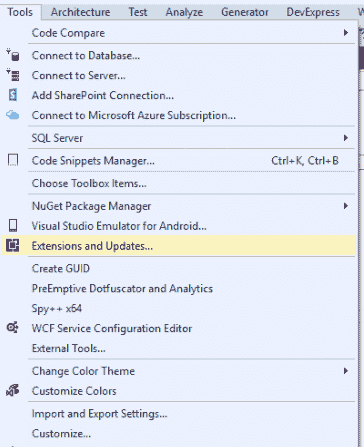 Tools Architecture Test Analyze Generator DevExpress
Code Compare
Connect to Database...
Connect to Server...
Add SharePoint Connection...
Connect to Microsoft Azure Subscription...
SQL Server
Code Snippets Manager... Ctrl+K, Ctrl+B
Choose Toolbox Items...
NuGet Package Manager
Visual Studio Emulator for Android...
Extensions and Updates...
Create GUID
PreEmptive Dotfuscator and Analytics
Spy++ x64
WCF Service Configuration Editor
External Tools...
Change Color Theme
Customize Colors
Import and Export Settings...
Customize...